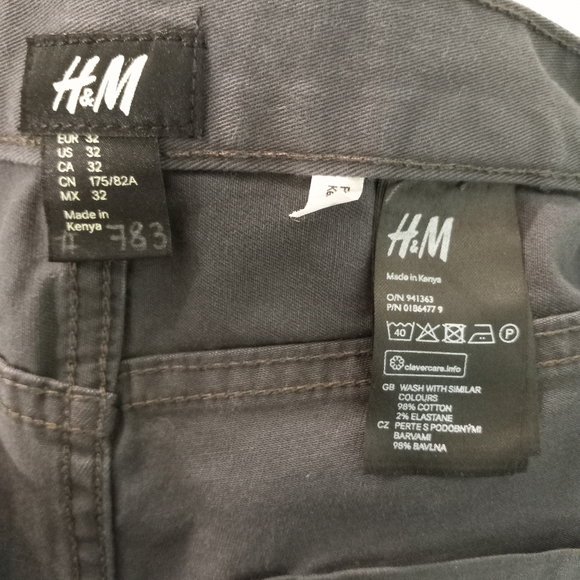 H&M
EUR 32
US 32
CA 32
CN 175/82A
MX 32
Made in
Kenya
783
H&M
Made in Kenya
O/N 941363
P/N 0186477 9
40
P
clevercare.info
GB WASH WITH SIMILAR
COLOURS
98% COTTON
2% ELASTANE
CZ PERTE S PODOBNÝMI
BARVAMI
98% BAVLNA